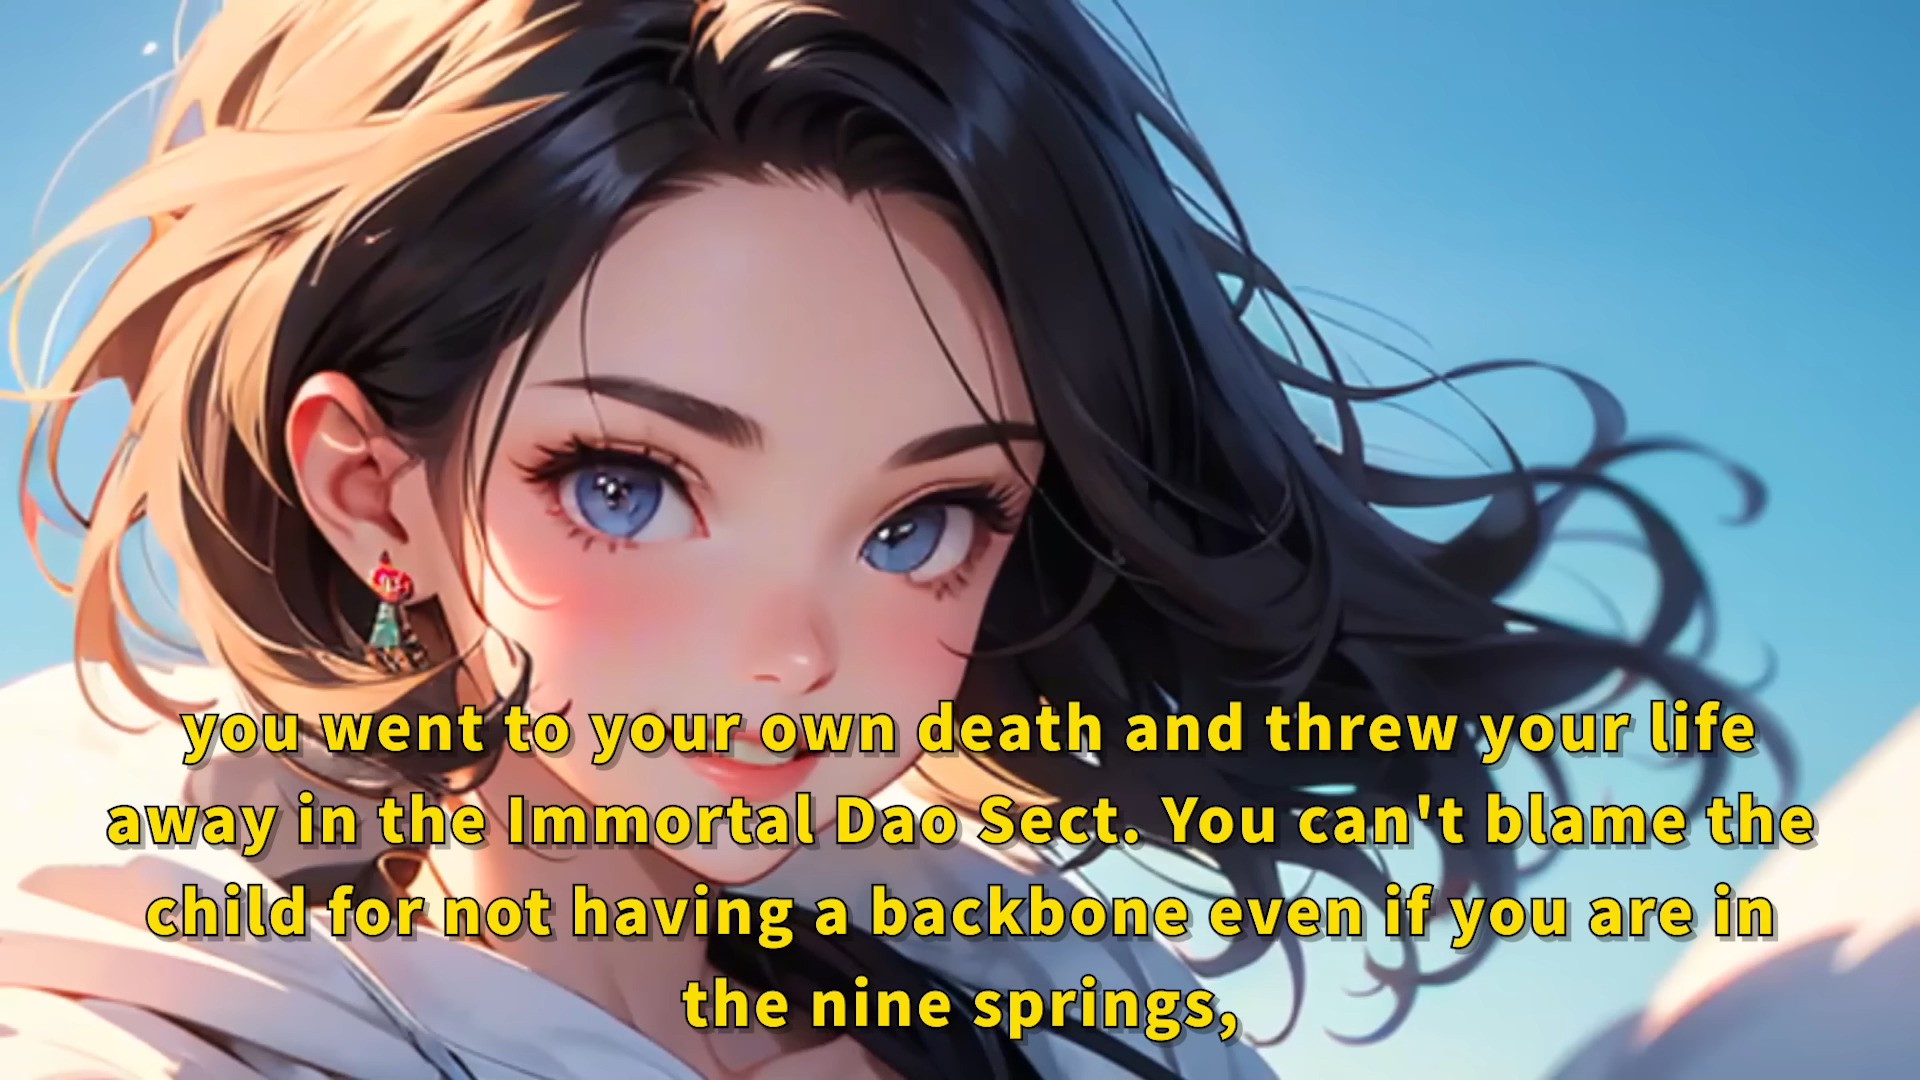 you went to your own death and threw your life
away in the Immortal Dao Sect. You can't blame the
child for not having a backbone even if you are in
the nine springs,